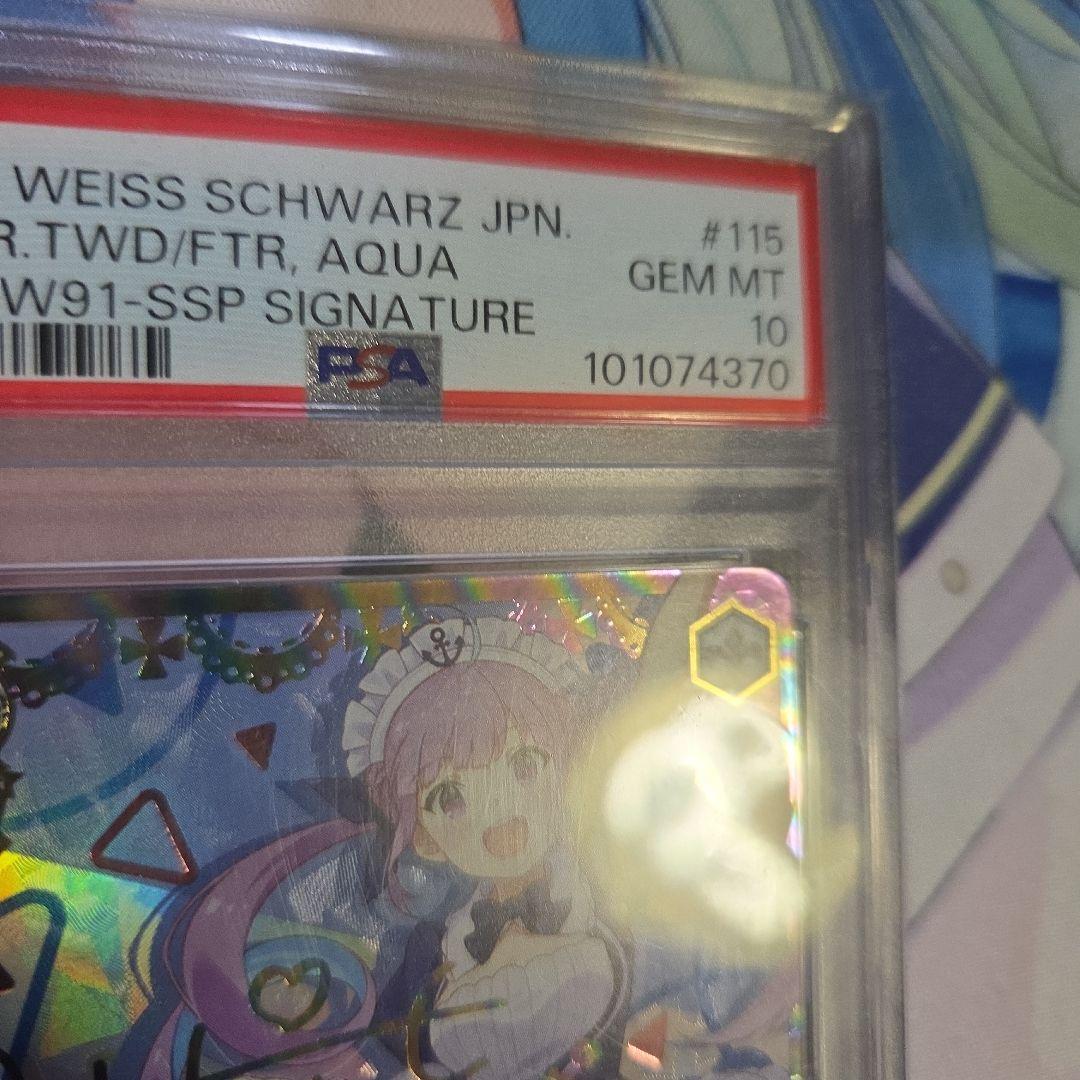 WEISS SCHWARZ JPN. #115
R.TWD/FTR, AQUA GEM MT
W91-SSP SIGNATURE 10
PSA 101074370